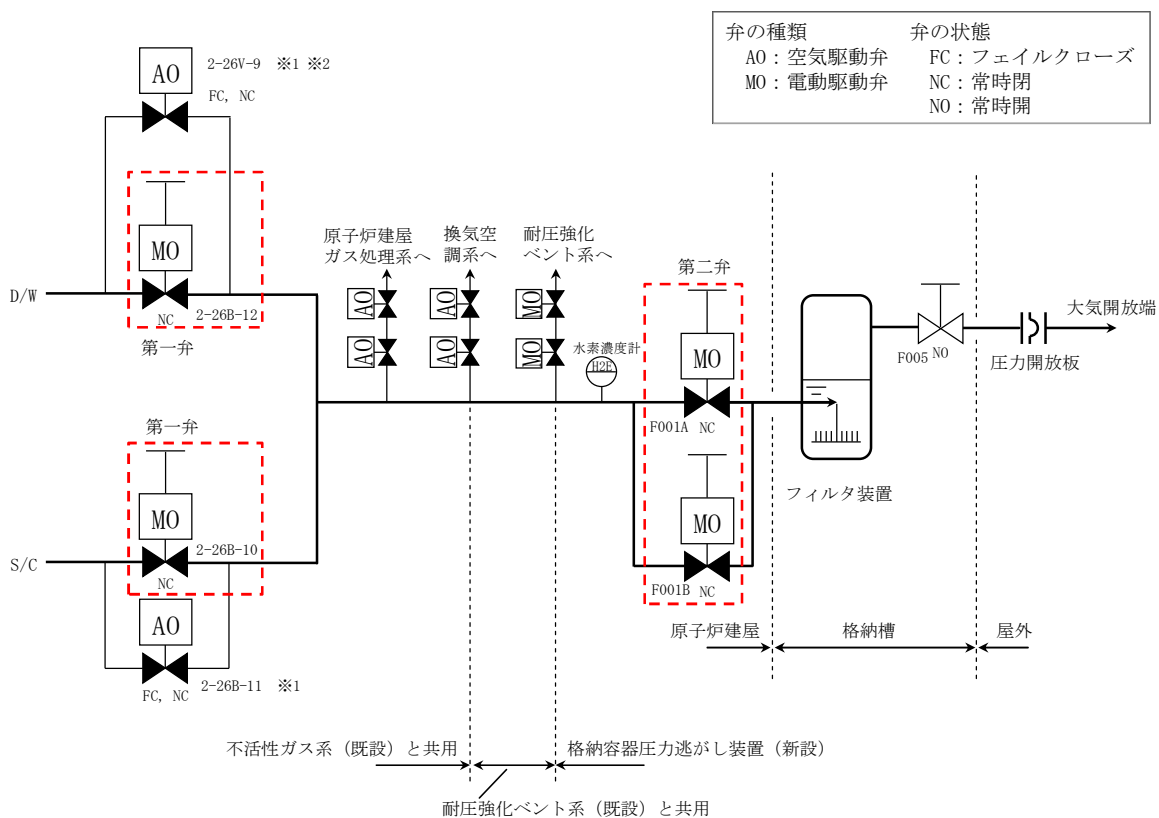 弁の種類
AO：空気駆動弁
MO：電動駆動弁
弁の状態
FC：フェイルクローズ
NC：常時閉
NO：常時開
AO
2-26V-9 ※1 ※2
FC, NC
MO
D/W
NC
2-26B-12
第一弁
原子炉建屋
ガス処理系へ
換気空
調系へ
耐圧強化
ベント系へ
AO
AO
MO
AO
AO
MO
水素濃度計
H2E
第二弁
MO
F001A NC
MO
F001B NC
フィルタ装置
F005 NO
圧力開放板
大気開放端
第一弁
MO
2-26B-10
S/C
NC
AO
2-26B-11 ※1
FC, NC
原子炉建屋
格納槽
屋外
不活性ガス系（既設）と共用
格納容器圧力逃がし装置（新設）
耐圧強化ベント系（既設）と共用